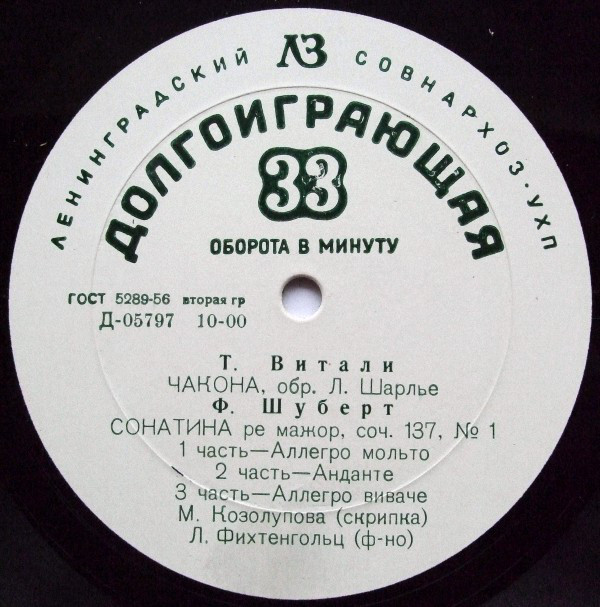 ЛЕНИНГРАДСКИЙ ЛЗ СОВНАРХОЗ·УХП
ДОЛГОИГРАЮЩАЯ
33
ОБОРОТА В МИНУТУ
ГОСТ 5289-56 вторая гр
Д-05797 10-00
Т. Витали
ЧАКОНА, обр. Л. Шарлье
Ф. Шуберт
СОНАТИНА ре мажор, соч. 137, № 1
1 часть—Аллегро мольто
2 часть—Анданте
3 часть—Аллегро виваче
М. Козолупова (скрипка)
Л. Фихтенгольц (ф-но)